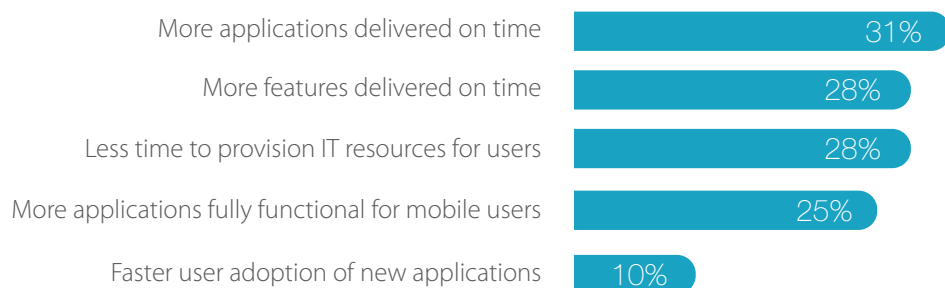 More applications delivered on time 31%
More features delivered on time 28%
Less time to provision IT resources for users 28%
More applications fully functional for mobile users 25%
Faster user adoption of new applications 10%